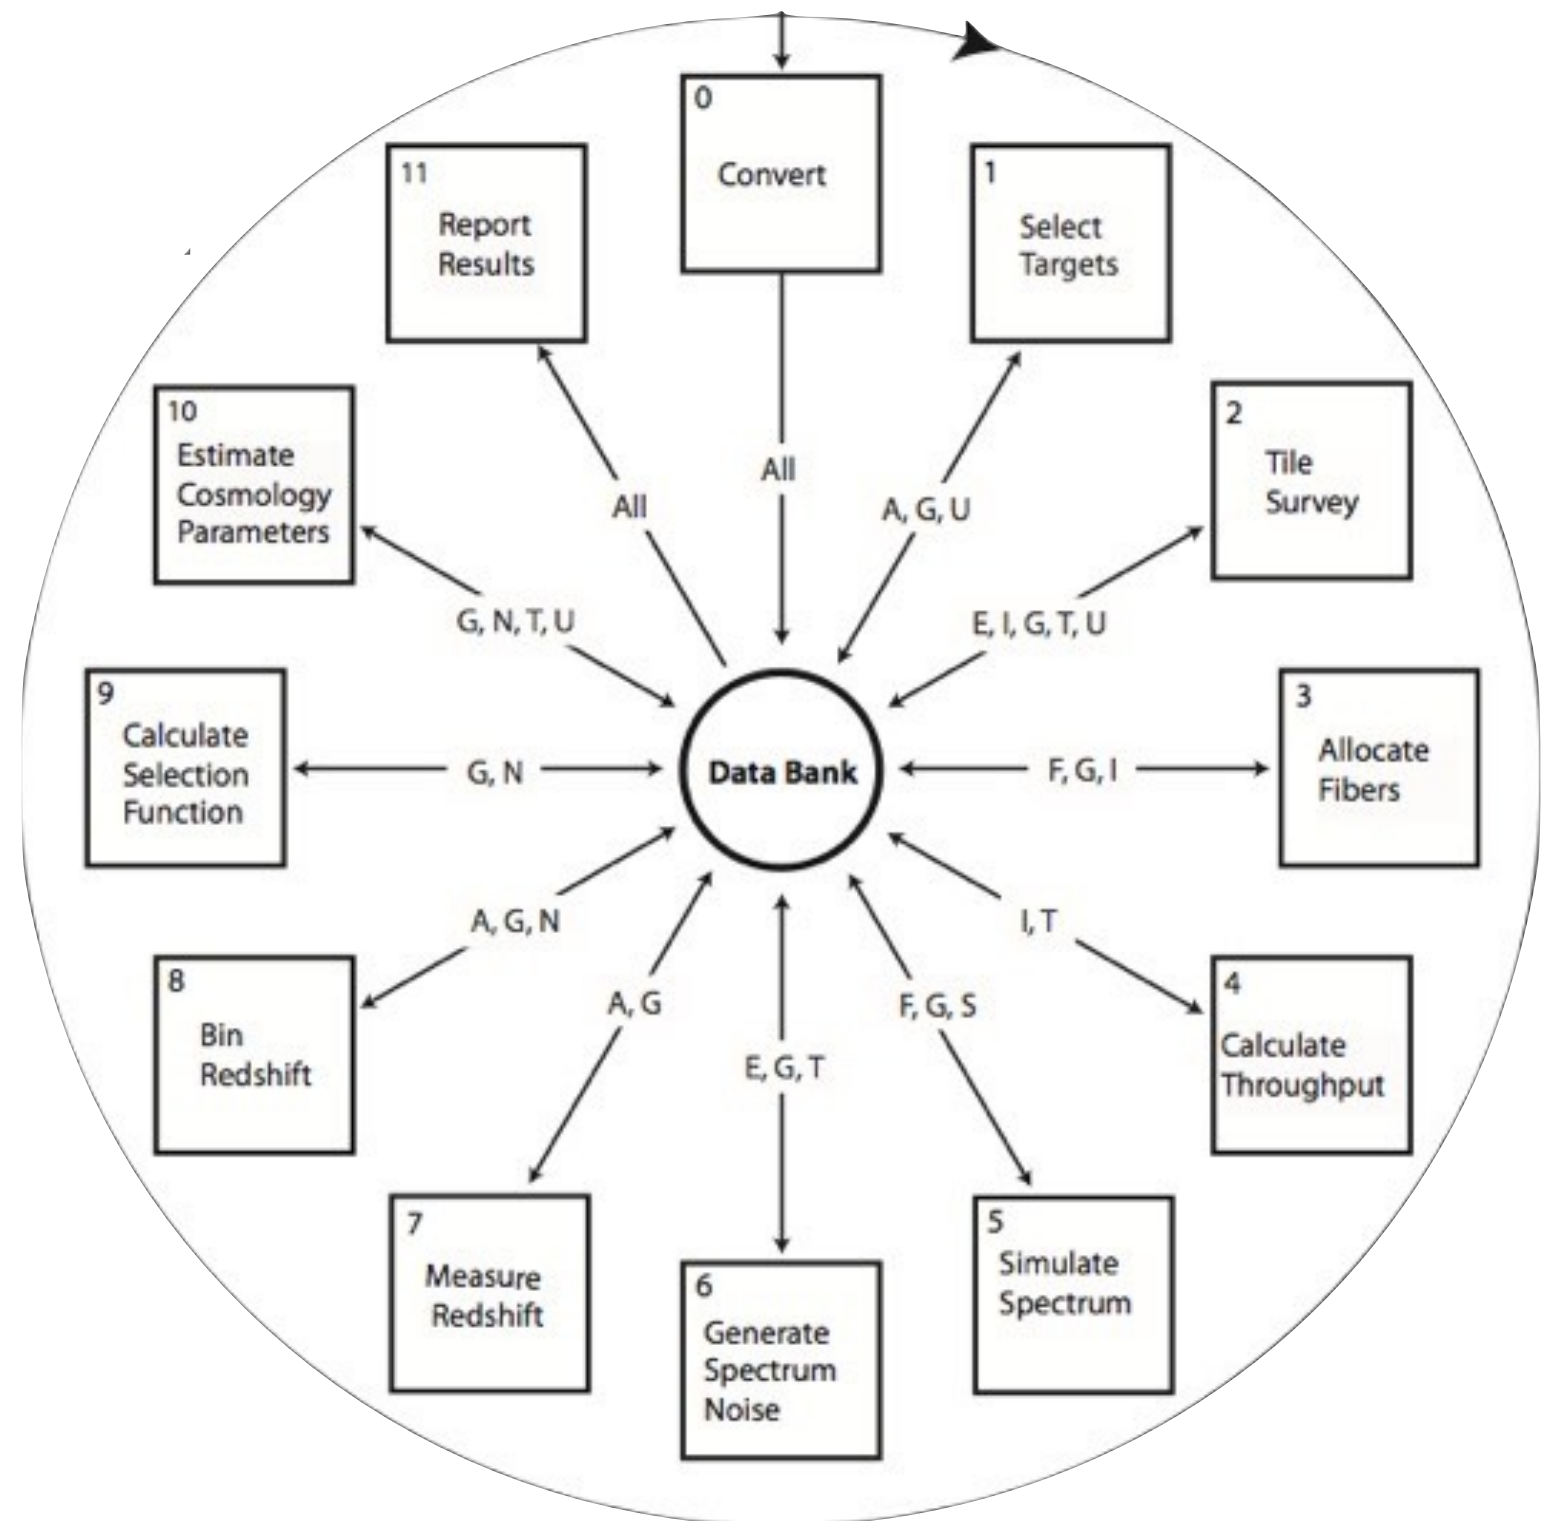 0
Convert
1
Select
Targets
2
Tile
Survey
3
Allocate
Fibers
4
Calculate
Throughput
5
Simulate
Spectrum
6
Generate
Spectrum
Noise
7
Measure
Redshift
8
Bin
Redshift
9
Calculate
Selection
Function
10
Estimate
Cosmology
Parameters
11
Report
Results
All
A, G, U
E, I, G, T, U
F, G, I
I, T
F, G, S
E, G, T
A, G
A, G, N
G, N
G, N, T, U
All
Data Bank